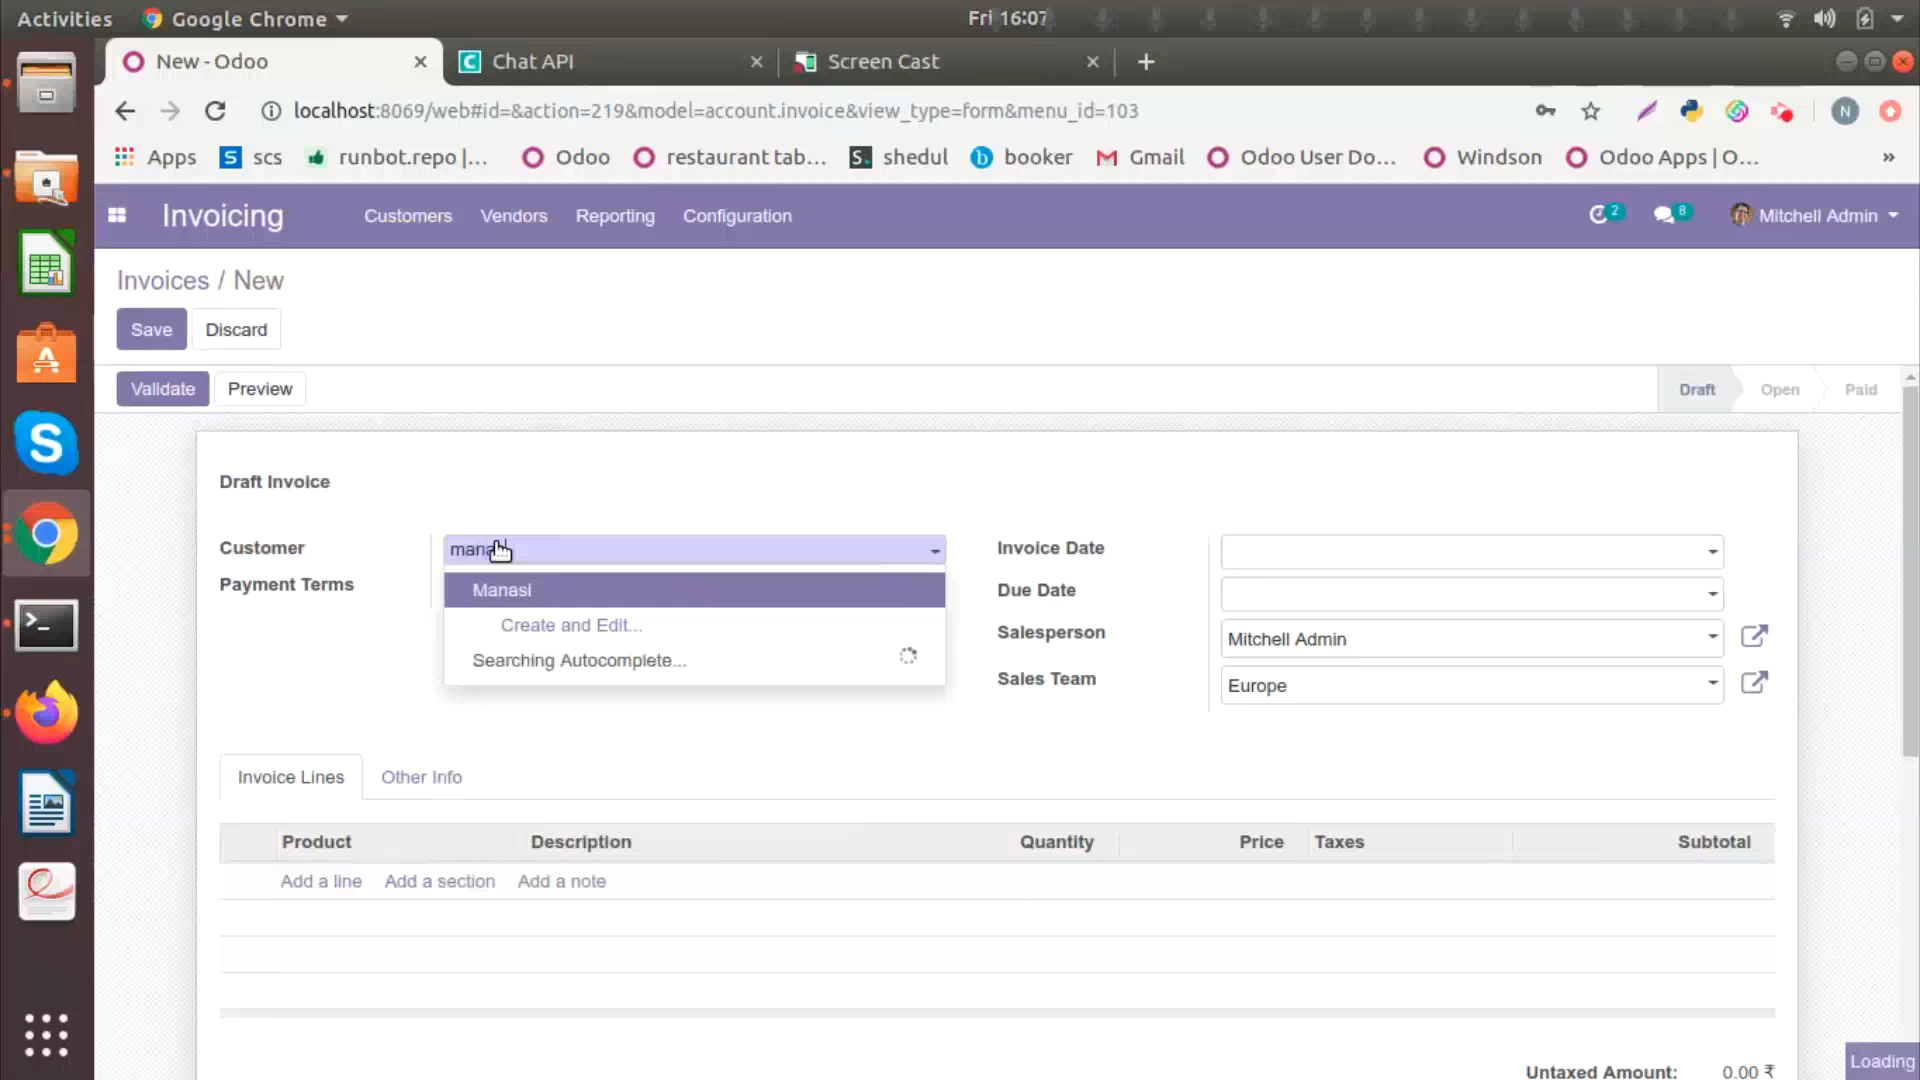 Activities
Google Chrome
Fri 16:07
New - Odoo
Chat API
Screen Cast
localhost:8069/web#id=&action=219&model=account.invoice&view_type=form&menu_id=103
N
Apps
S scs
runbot.repo |...
Odoo
restaurant tab...
S. shedul
b booker
Gmail
Odoo User Do...
Windson
Odoo Apps | O...
»
Invoicing
Customers
Vendors
Reporting
Configuration
2
8
Mitchell Admin
Invoices / New
Save
Discard
Validate
Preview
Draft
Open
Paid
Draft Invoice
Customer
Invoice Date
Manasi
Payment Terms
Due Date
Create and Edit...
Salesperson
Mitchell Admin
Searching Autocomplete...
Sales Team
Europe
Invoice Lines
Other Info
Product
Description
Quantity
Price
Taxes
Subtotal
Add a line
Add a section
Add a note
Untaxed Amount:
0.00 ₹
Loading